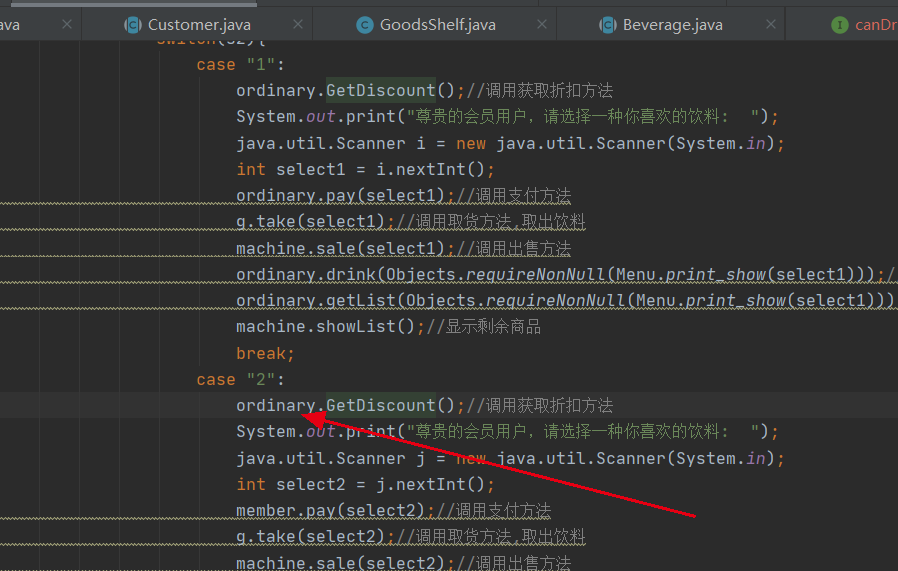 ava
Customer.java
GoodsShelf.java
Beverage.java
canDr
switch(s2){
case "1":
ordinary.GetDiscount();//调用获取折扣方法
System.out.print("尊贵的会员用户，请选择一种你喜欢的饮料：  ");
java.util.Scanner i = new java.util.Scanner(System.in);
int select1 = i.nextInt();
ordinary.pay(select1);//调用支付方法
g.take(select1);//调用取货方法,取出饮料
machine.sale(select1);//调用出售方法
ordinary.drink(Objects.requireNonNull(Menu.print_show(select1)));/
ordinary.getList(Objects.requireNonNull(Menu.print_show(select1)))
machine.showList();//显示剩余商品
break;
case "2":
ordinary.GetDiscount();//调用获取折扣方法
System.out.print("尊贵的会员用户，请选择一种你喜欢的饮料：  ");
java.util.Scanner j = new java.util.Scanner(System.in);
int select2 = j.nextInt();
member.pay(select2);//调用支付方法
g.take(select2);//调用取货方法,取出饮料
machine.sale(select2);//调用出售方法